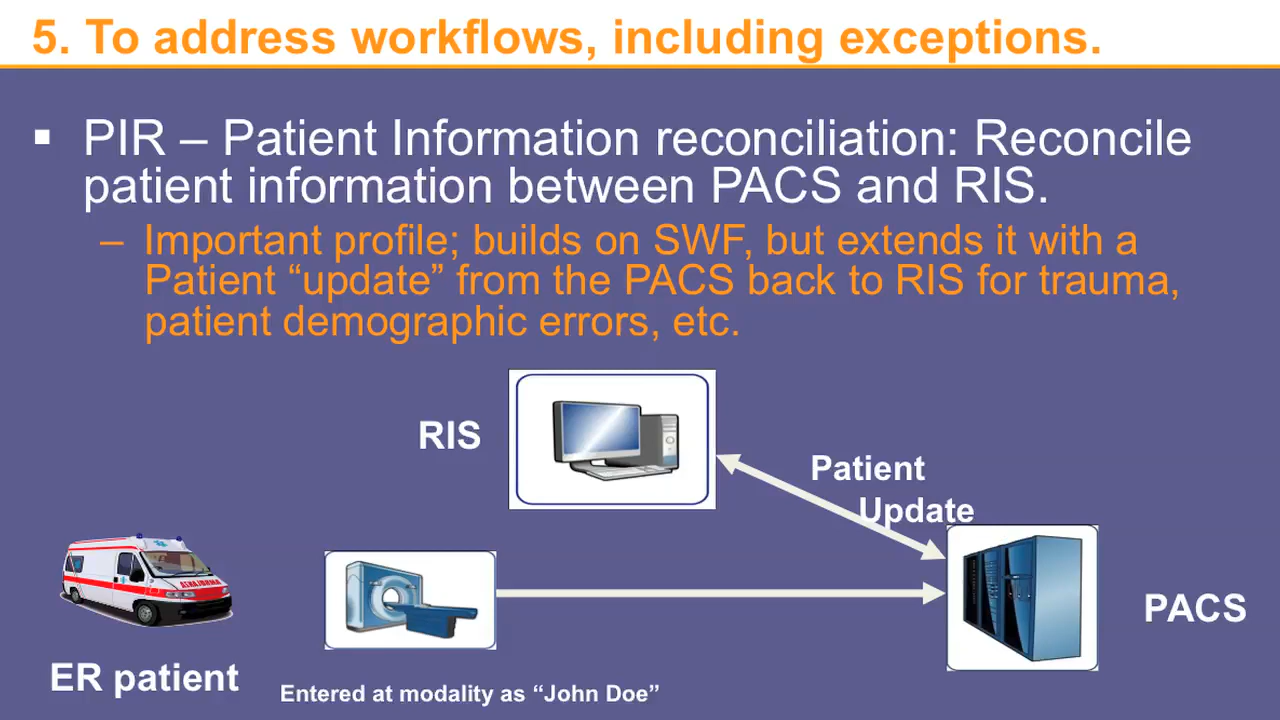 5. To address workflows, including exceptions.
▪ PIR – Patient Information reconciliation: Reconcile
patient information between PACS and RIS.
– Important profile; builds on SWF, but extends it with a
Patient “update” from the PACS back to RIS for trauma,
patient demographic errors, etc.
RIS
Patient
Update
PACS
ER patient
Entered at modality as “John Doe”